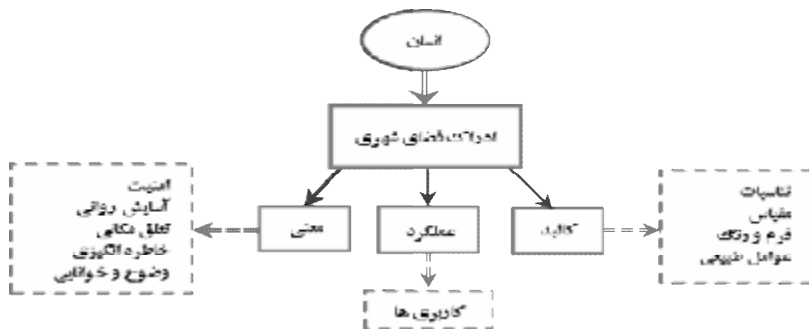 انسان
ادراک فضای شهری
معنی
عملکرد
کالبد
امنیت
آسایش روانی
تعلق مکانی
خاطره انگیزی
وضوح و خوانایی
کاربری ها
تناسبات
مقیاس
فرم و رنگ
عوامل طبیعی